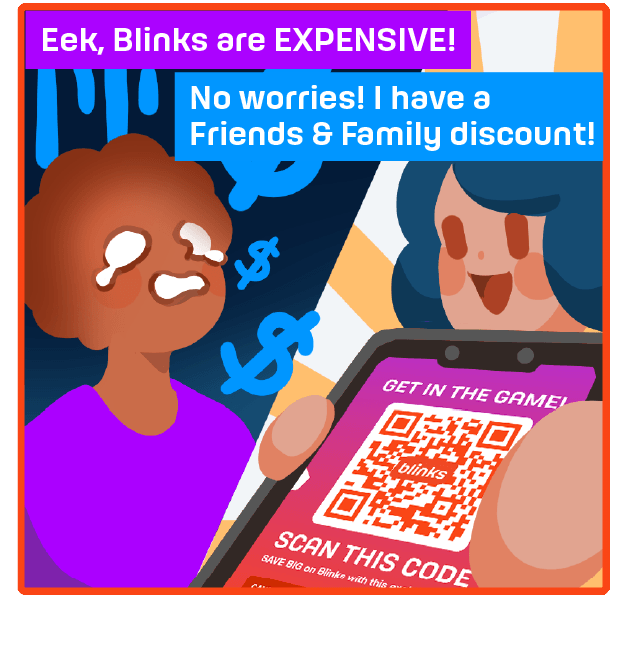 Eek, Blinks are EXPENSIVE!
No worries! I have a
Friends & Family discount!
GET IN THE GAME!
blinks
SCAN THIS CODE
SAVE BIG on Blinks with this